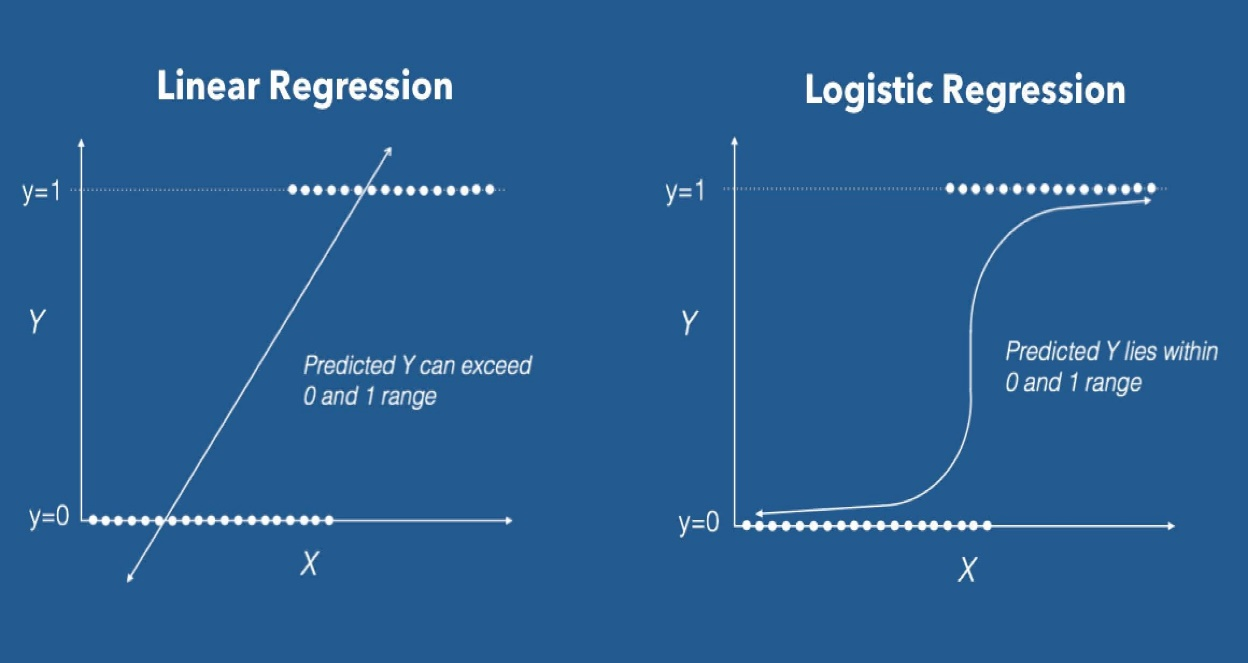 Linear Regression
y=1
Y
Predicted Y can exceed
0 and 1 range
y=0
X
Logistic Regression
y=1
Y
Predicted Y lies within
0 and 1 range
y=0
X